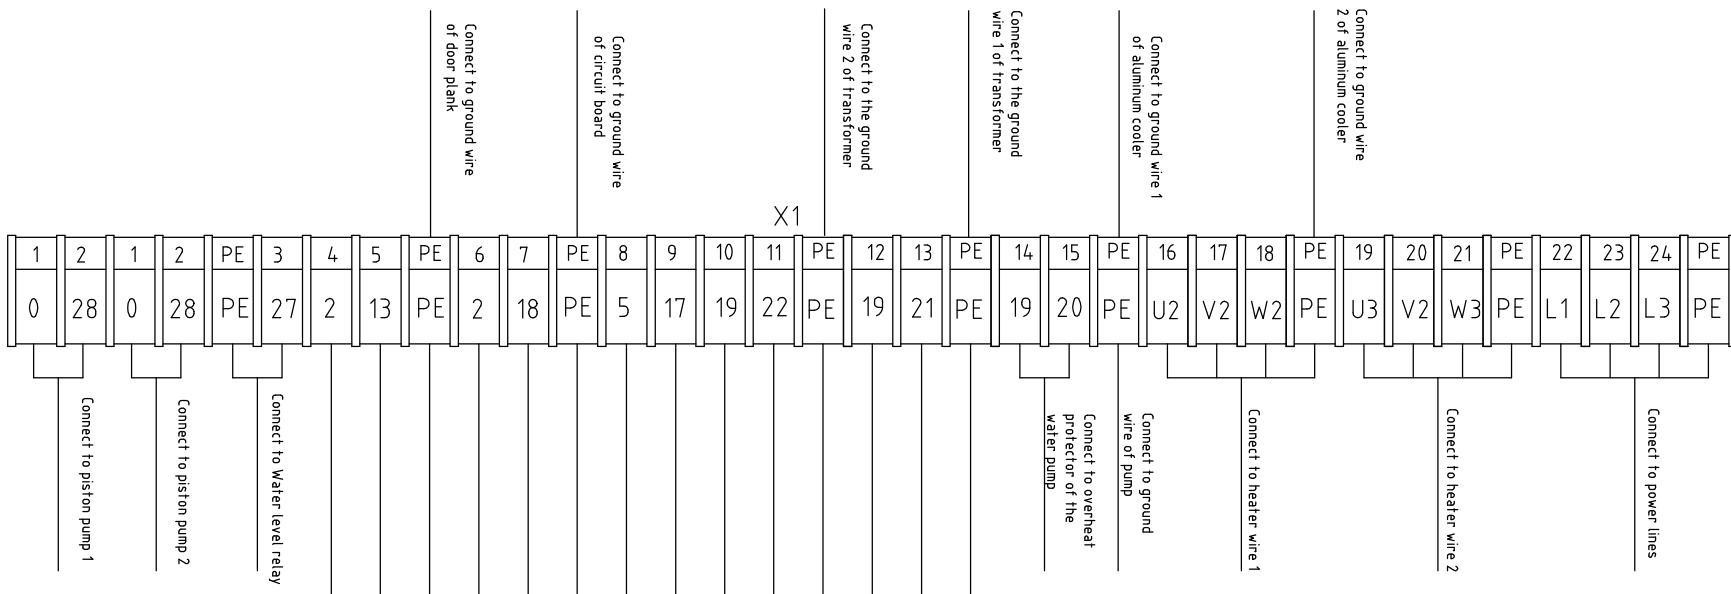 Connect to ground wire
of door plank
Connect to ground wire
of circuit board
Connect to the ground
wire 2 of transformer
Connect to the ground
wire 1 of transformer
Connect to ground wire 1
of aluminum cooler
Connect to ground wire
2 of aluminum cooler
X1
1 2 1 2 PE 3 4 5 PE 6 7 PE 8 9 10 11 PE 12 13 PE 14 15 PE 16 17 18 PE 19 20 21 PE 22 23 24 PE
0 28 0 28 PE 27 2 13 PE 2 18 PE 5 17 19 22 PE 19 21 PE 19 20 PE U2 V2 W2 PE U3 V2 W3 PE L1 L2 L3 PE
Connect to piston pump 1
Connect to piston pump 2
Connect to Water level relay
Connect to overheat
protector of the
water pump
Connect to ground
wire of pump
Connect to heater wire 1
Connect to heater wire 2
Connect to power lines